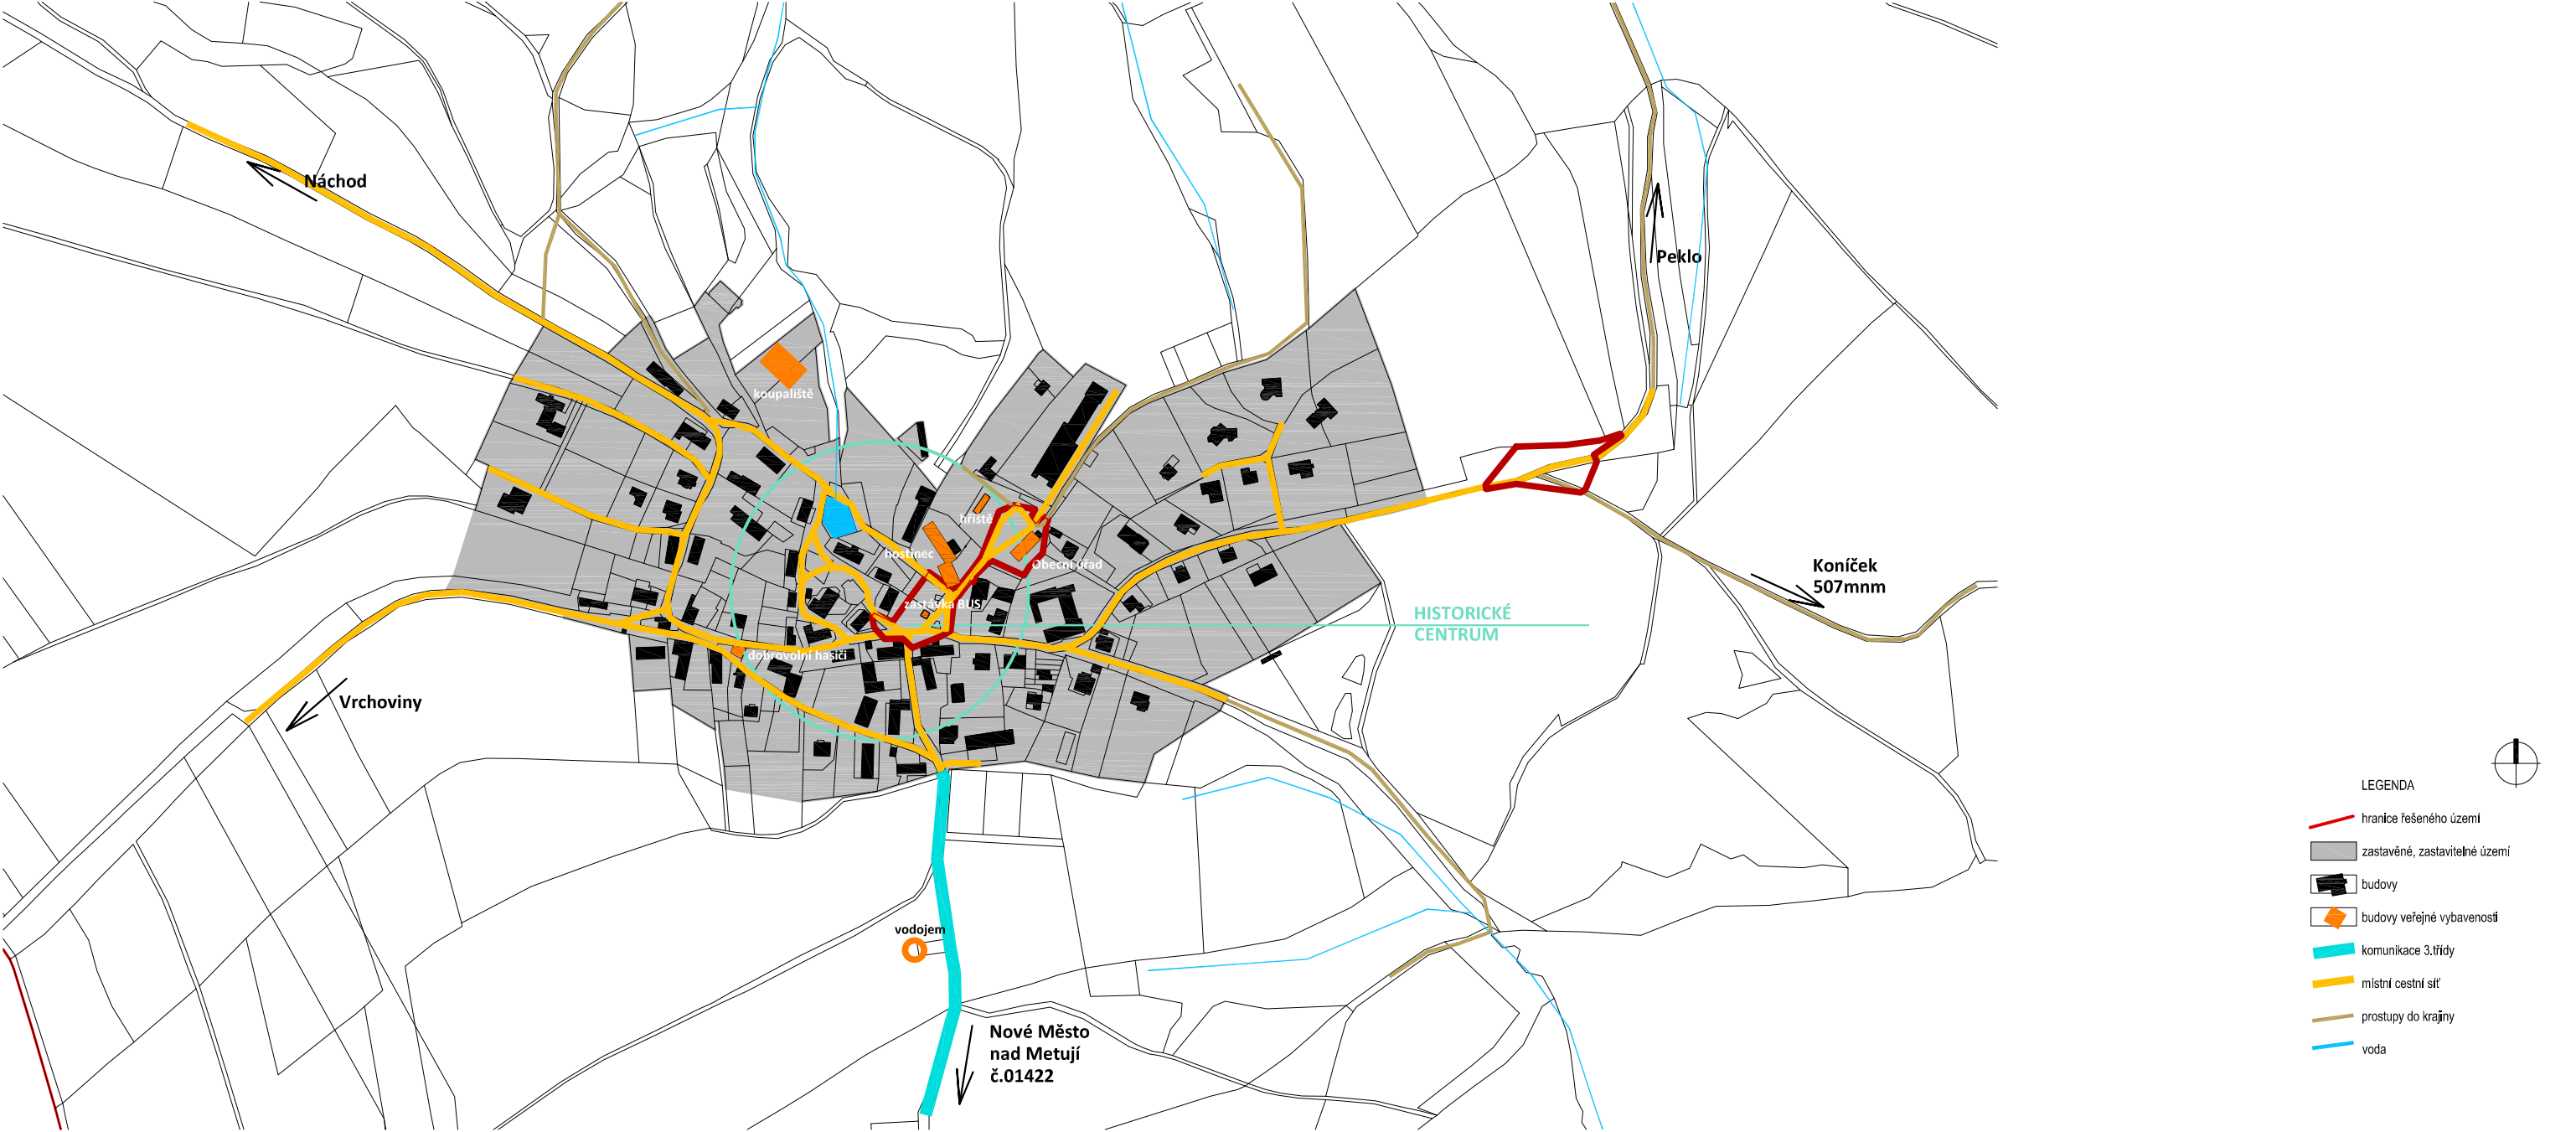 Náchod
Peklo
koupaliště
hřiště
hostinec
Obecní úřad
Koníček
507mnm
zastávka BUS
HISTORICKÉ
CENTRUM
dobrovolní hasiči
Vrchoviny
vodojem
Nové Město
nad Metují
č.01422
LEGENDA
hranice řešeného území
zastavěné, zastavitelné území
budovy
budovy veřejné vybavenosti
komunikace 3.třídy
místní cestní síť
prostupy do krajiny
voda